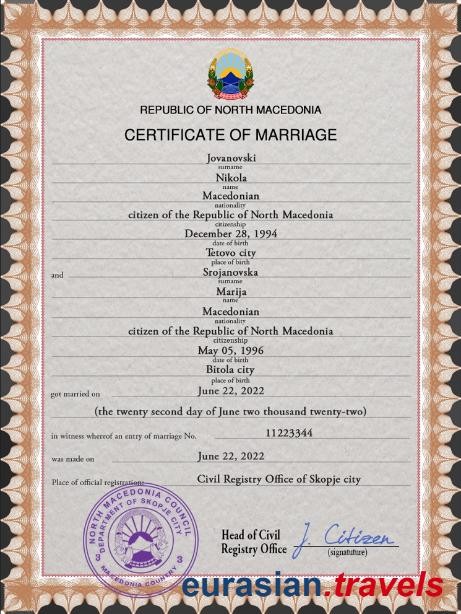 REPUBLIC OF NORTH MACEDONIA
CERTIFICATE OF MARRIAGE
Jovanovski
surname
Nikola
name
Macedonian
nationality
citizen of the Republic of North Macedonia
citizenship
December 28, 1994
date of birth
Tetovo city
place of birth
and
Srojanovska
surname
Marija
name
Macedonian
nationality
citizen of the Republic of North Macedonia
citizenship
May 05, 1996
date of birth
Bitola city
place of birth
got married on June 22, 2022
(the twenty second day of June two thousand twenty-two)
in witness whereof an entry of marriage No. 11223344
was made on June 22, 2022
Place of official registration: Civil Registry Office of Skopje city
NORTH MACEDONIA COUNCIL
DEPARTMENT OF SKOPJE CITY
3 3
MACEDONIA COUNTRY
Head of Civil
Registry Office
J. Citizen
(signatuture)
eurasian.travels